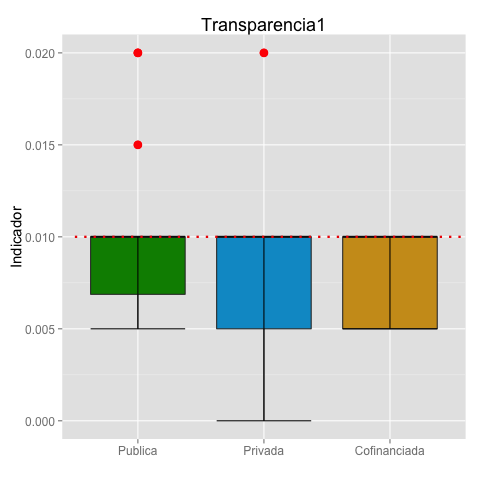 Transparencia1
Indicador
0.020
0.015
0.010
0.005
0.000
Publica
Privada
Cofinanciada